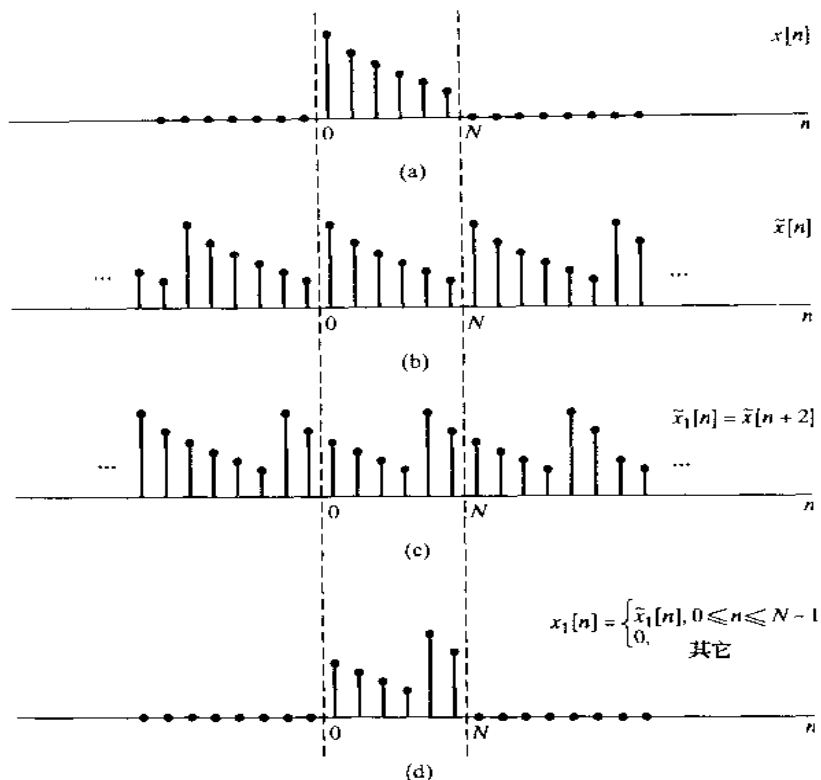 x[n]
0 N n
(a)
x̃[n]
... ...
0 N n
(b)
x̃₁[n] = x̃[n + 2]
... ...
0 N n
(c)
x₁[n] = { x̃₁[n], 0 ≤ n ≤ N − 1
0, 其它
0 N n
(d)